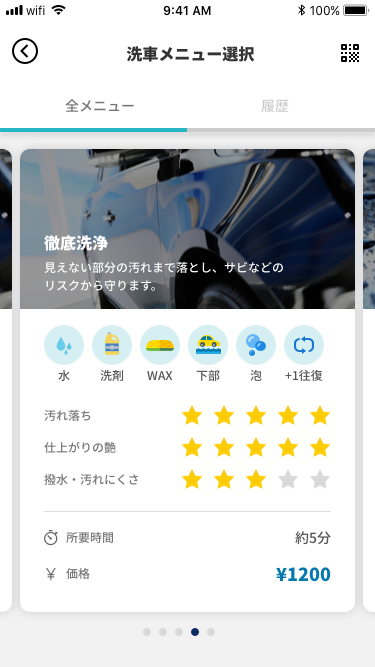 wifi 9:41 AM 100%
洗車メニュー選択
全メニュー 履歴
徹底洗浄
見えない部分の汚れまで落とし、サビなどの
リスクから守ります。
水 洗剤 WAX 下部 泡 +1往復
汚れ落ち
仕上がりの艶
撥水・汚れにくさ
所要時間 約5分
¥ 価格 ¥1200